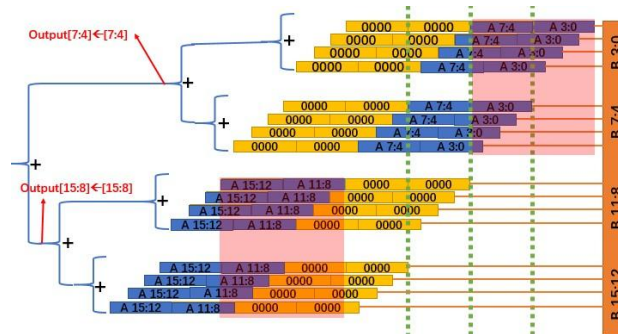 0000 0000 A 7:4 A 3:0
Output[7:4]←[7:4]
0000 0000 A 7:4 A 3:0
+
0000 0000 A 7:4 A 3:0
0000 0000 A 7:4 A 3:0
B 3:0
+
0000 0000 A 7:4 A 3:0
0000 0000 A 7:4 A 3:0
+
0000 0000 A 7:4 A 3:0
0000 0000 A 7:4 A 3:0
B 7:4
+
Output[15:8]←[15:8]
A 15:12 A 11:8 0000 0000
A 15:12 A 11:8 0000 0000
+
A 15:12 A 11:8 0000 0000
A 15:12 A 11:8 0000 0000
B 11:8
+
A 15:12 A 11:8 0000 0000
A 15:12 A 11:8 0000 0000
+
A 15:12 A 11:8 0000 0000
A 15:12 A 11:8 0000 0000
B 15:12